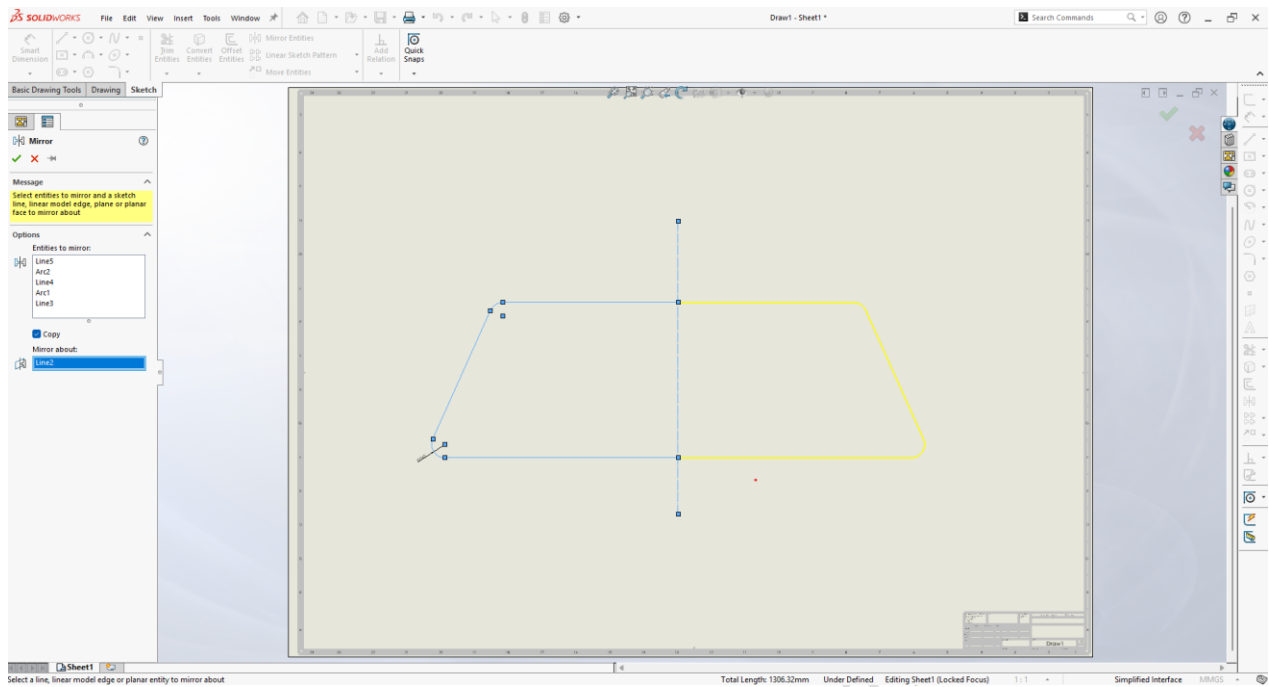 SOLIDWORKS File Edit View Insert Tools Window
Draw1 - Sheet1 *
Search Commands
Smart Dimension
Trim Entities
Convert Entities
Offset Entities
Mirror Entities
Linear Sketch Pattern
Move Entities
Add Relation
Quick Snaps
Basic Drawing Tools Drawing Sketch
Mirror
Message
Select entities to mirror and a sketch
line, linear model edge, plane or planar
face to mirror about
Options
Entities to mirror:
Line5
Arc2
Line4
Arc1
Line3
Copy
Mirror about:
Line2
Draw1
Sheet1
Select a line, linear model edge or planar entity to mirror about
Total Length: 1306.32mm Under Defined Editing Sheet1 (Locked Focus) 1 : 1 Simplified Interface MMGS